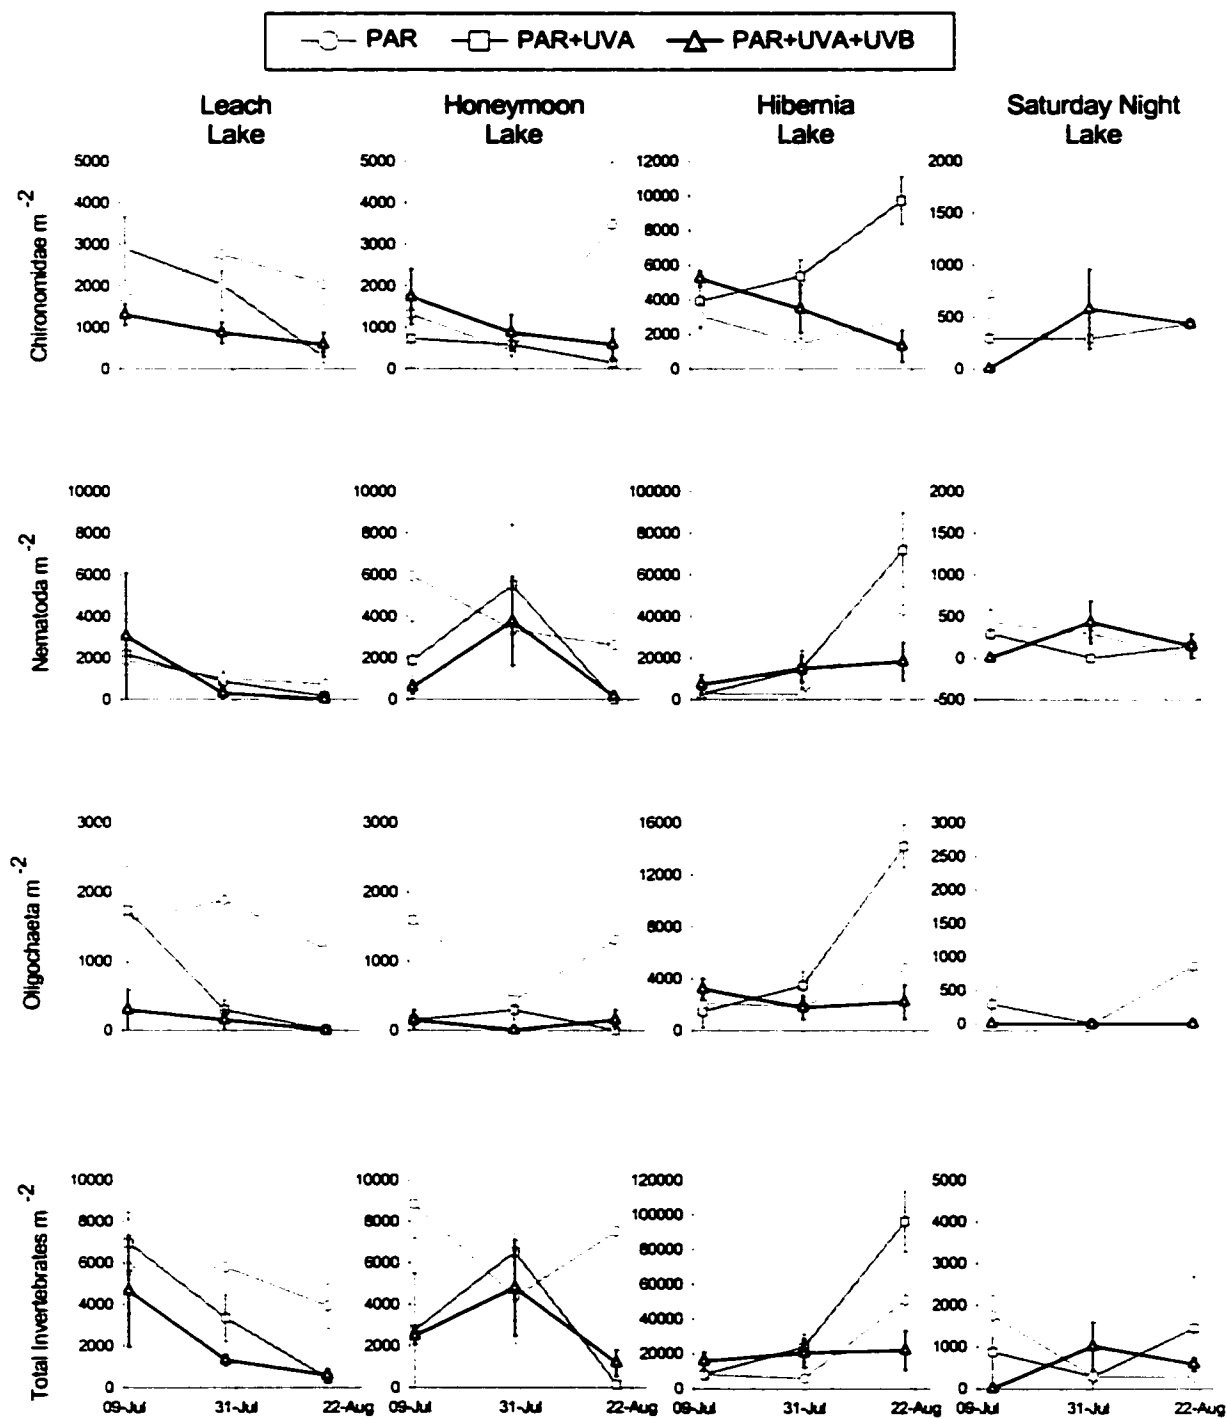 PAR PAR+UVA PAR+UVA+UVB
Leach Honeymoon Hibernia Saturday Night
Lake Lake Lake Lake
Chironomidae m -2
5000 5000 12000 2000
4000 4000 10000 1500
3000 3000 8000 1000
2000 2000 6000 500
1000 1000 4000 0
0 0 2000
0
Nematoda m -2
10000 10000 100000 2000
8000 8000 80000 1500
6000 6000 60000 1000
4000 4000 40000 500
2000 2000 20000 0
0 0 0 -500
Oligochaeta m -2
3000 3000 16000 3000
2000 2000 12000 2500
1000 1000 8000 2000
0 0 4000 1500
0 1000
500
0
Total Invertebrates m -2
10000 10000 120000 5000
8000 8000 100000 4000
6000 6000 80000 3000
4000 4000 60000 2000
2000 2000 40000 1000
0 0 20000 0
0
09-Jul 31-Jul 22-Aug 09-Jul 31-Jul 22-Aug 09-Jul 31-Jul 22-Aug 09-Jul 31-Jul 22-Aug